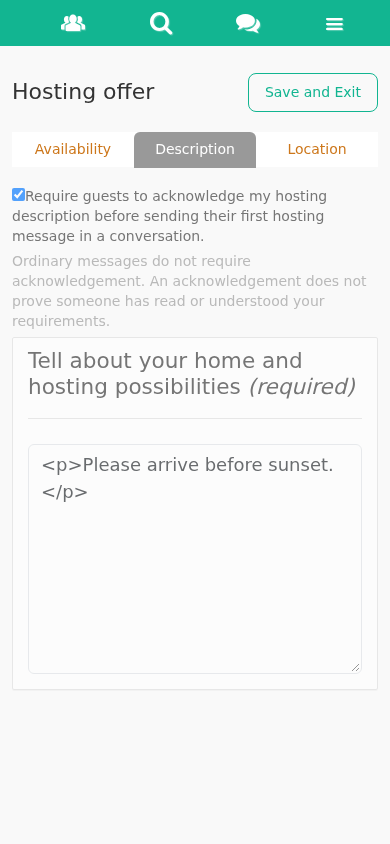 Hosting offer
Save and Exit
Availability
Description
Location
Require guests to acknowledge my hosting
description before sending their first hosting
message in a conversation.
Ordinary messages do not require
acknowledgement. An acknowledgement does not
prove someone has read or understood your
requirements.
Tell about your home and
hosting possibilities (required)
<p>Please arrive before sunset.
</p>